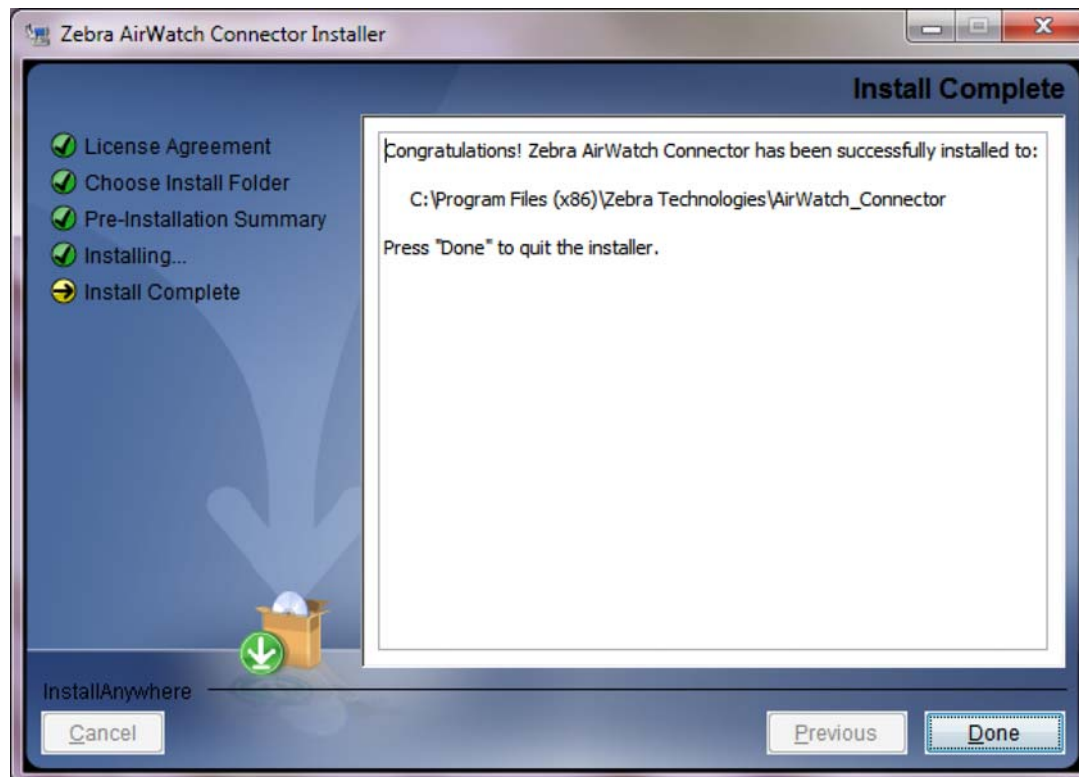 Zebra AirWatch Connector Installer
Install Complete
License Agreement
Choose Install Folder
Pre-Installation Summary
Installing...
Install Complete
Congratulations! Zebra AirWatch Connector has been successfully installed to:
C:\Program Files (x86)\Zebra Technologies\AirWatch_Connector
Press "Done" to quit the installer.
InstallAnywhere
Cancel
Previous
Done